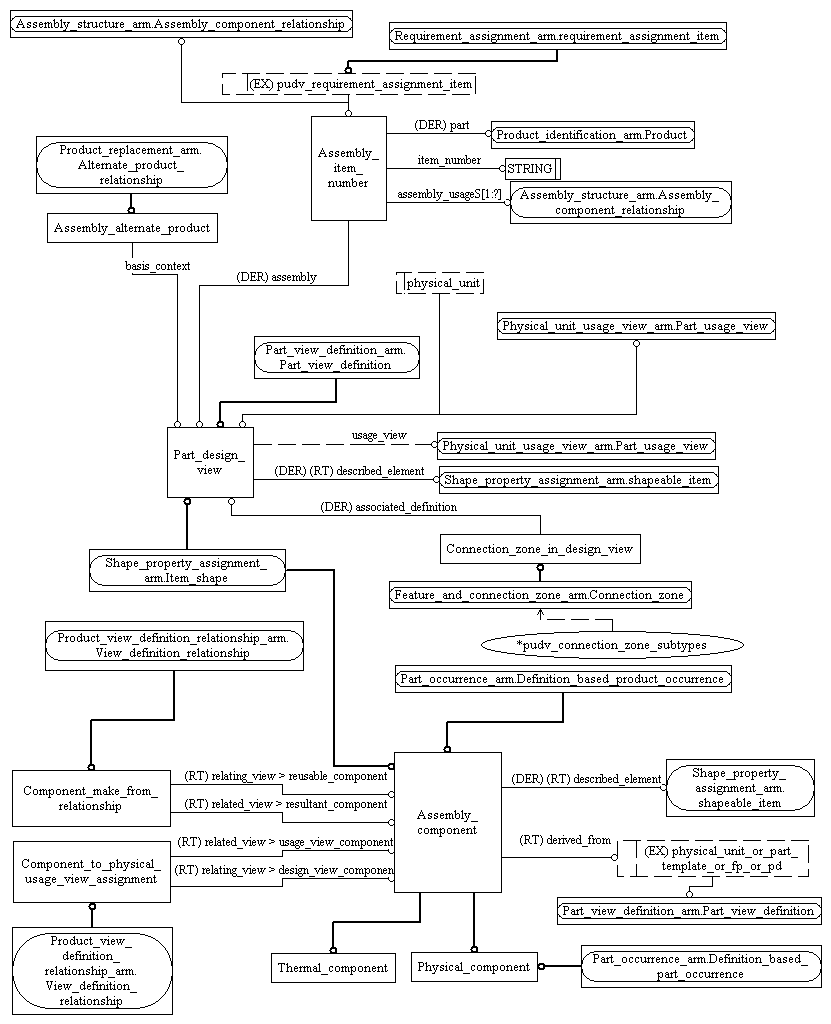 Assembly_structure_arm.Assembly_component_relationship
Requirement_assignment_arm.requirement_assignment_item
(EX) pudv_requirement_assignment_item
(DER) part
Product_identification_arm.Product
Assembly_
item_
number
item_number
STRING
assembly_usageS[1:?]
Assembly_structure_arm.Assembly_
component_relationship
Product_replacement_arm.
Alternate_product_
relationship
Assembly_alternate_product
basis_context
(DER) assembly
physical_unit
Physical_unit_usage_view_arm.Part_usage_view
Part_view_definition_arm.
Part_view_definition
Part_design_
view
usage_view
Physical_unit_usage_view_arm.Part_usage_view
(DER) (RT) described_element
Shape_property_assignment_arm.shapeable_item
(DER) associated_definition
Connection_zone_in_design_view
Shape_property_assignment_
arm.Item_shape
Feature_and_connection_zone_arm.Connection_zone
*pudv_connection_zone_subtypes
Product_view_definition_relationship_arm.
View_definition_relationship
Part_occurrence_arm.Definition_based_product_occurrence
Component_make_from_
relationship
(RT) relating_view > reusable_component
(RT) related_view > resultant_component
Assembly_
component
(DER) (RT) described_element
Shape_property_
assignment_arm.
shapeable_item
Component_to_physical_
usage_view_assignment
(RT) related_view > usage_view_component
(RT) relating_view > design_view_component
(RT) derived_from
(EX) physical_unit_or_part_
template_or_fp_or_pd
Part_view_definition_arm.Part_view_definition
Product_view_
definition_
relationship_arm.
View_definition_
relationship
Thermal_component
Physical_component
Part_occurrence_arm.Definition_based_
part_occurrence